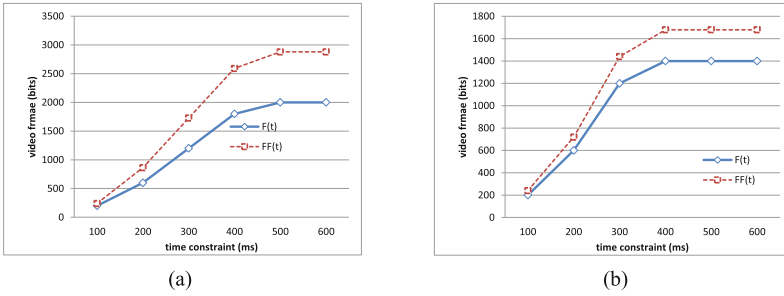 3500
3000
2500
2000
1500
1000
500
0
video frmae (bits)
F(t)
FF(t)
100 200 300 400 500 600
time constraint (ms)
(a)
1800
1600
1400
1200
1000
800
600
400
200
0
video frmae (bits)
F(t)
FF(t)
100 200 300 400 500 600
time constraint (ms)
(b)